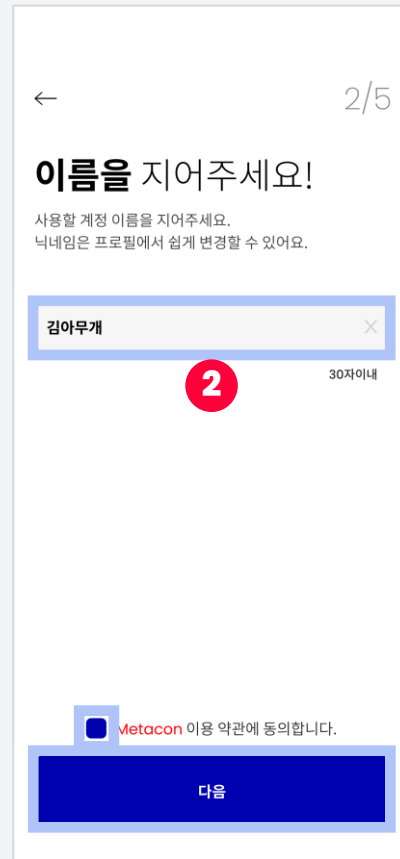 ←
2/5
이름을 지어주세요!
사용할 계정 이름을 지어주세요.
닉네임은 프로필에서 쉽게 변경할 수 있어요.
김아무개 X
30자이내
2
Metacon 이용 약관에 동의합니다.
다음